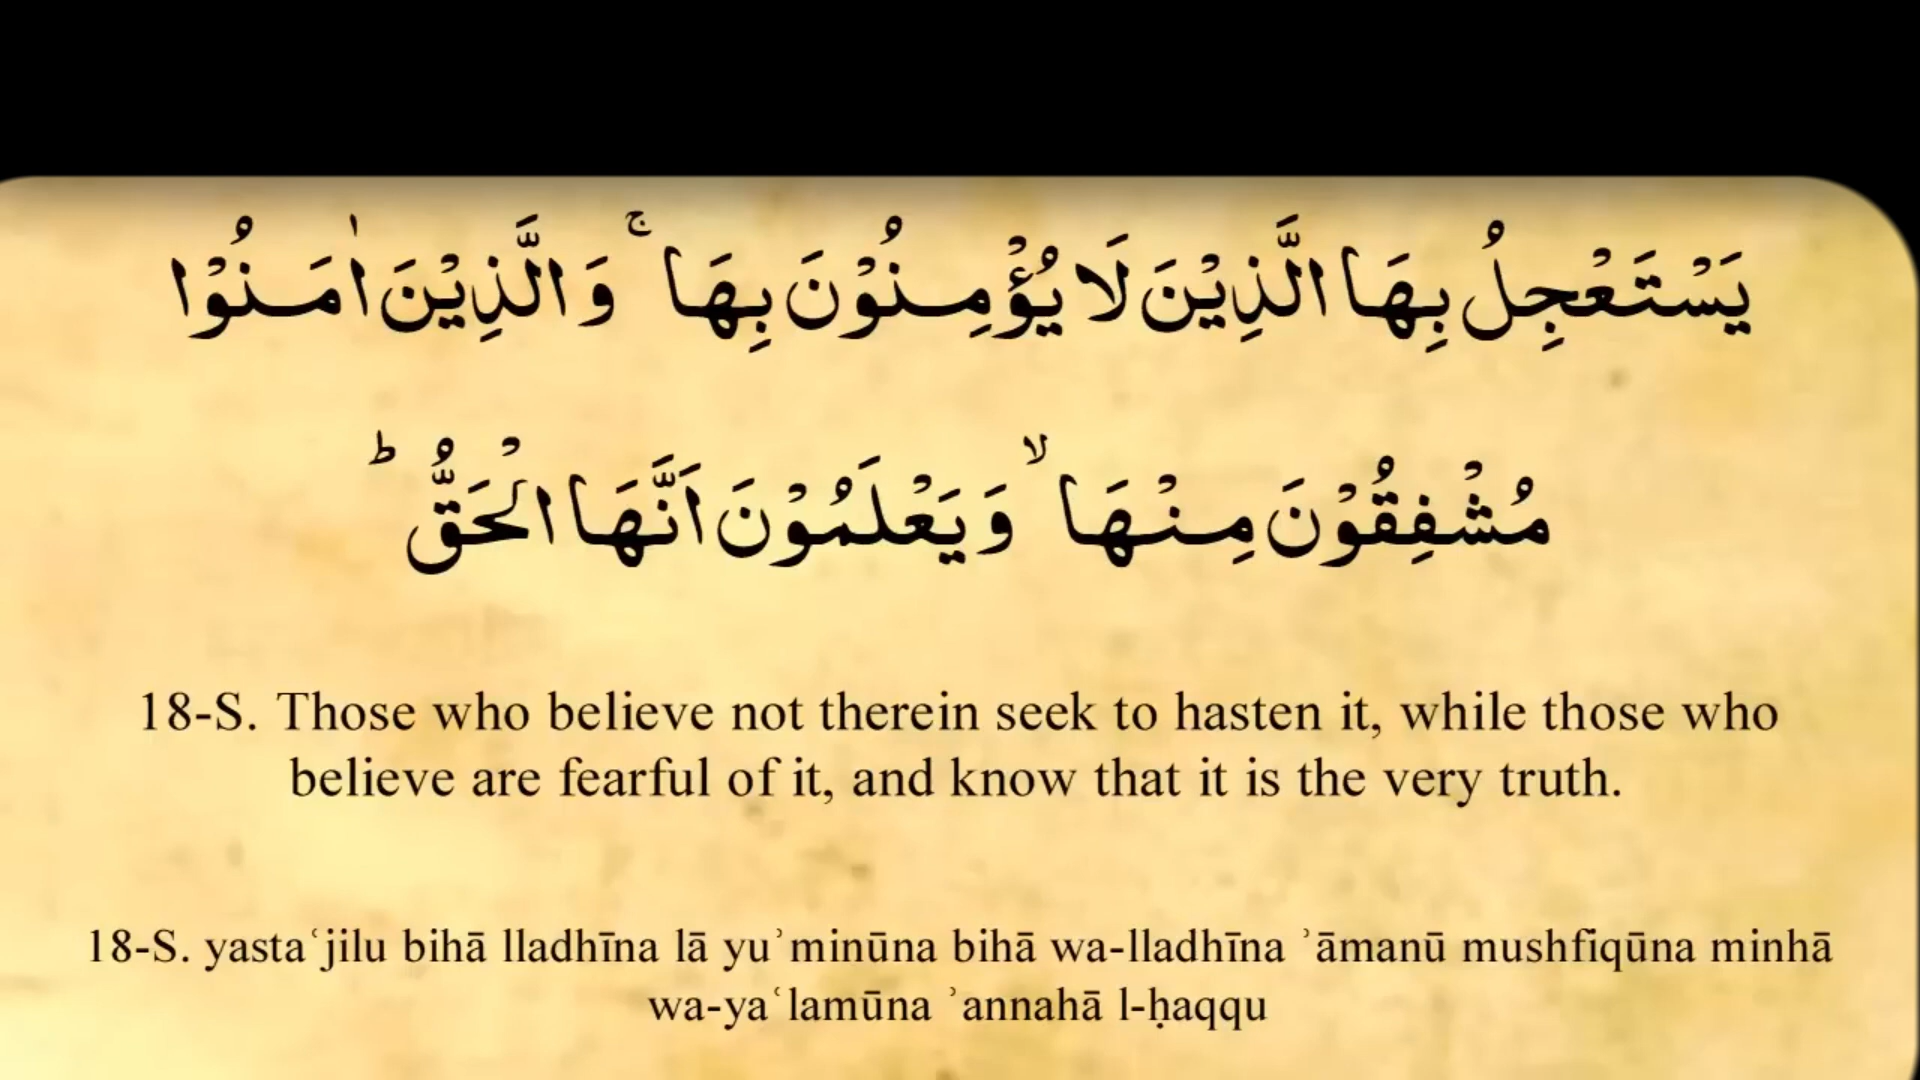 يَسْتَعْجِلُ بِهَا الَّذِيْنَ لَا يُؤْمِنُوْنَ بِهَا ۚ وَالَّذِيْنَ اٰمَنُوْا
مُشْفِقُوْنَ مِنْهَا ۙ وَيَعْلَمُوْنَ اَنَّهَا الْحَقُّ ؕ
18-S. Those who believe not therein seek to hasten it, while those who
believe are fearful of it, and know that it is the very truth.
18-S. yastaʿjilu bihā lladhīna lā yuʾminūna bihā wa-lladhīna ʾāmanū mushfiqūna minhā
wa-yaʿlamūna ʾannahā l-ḥaqqu